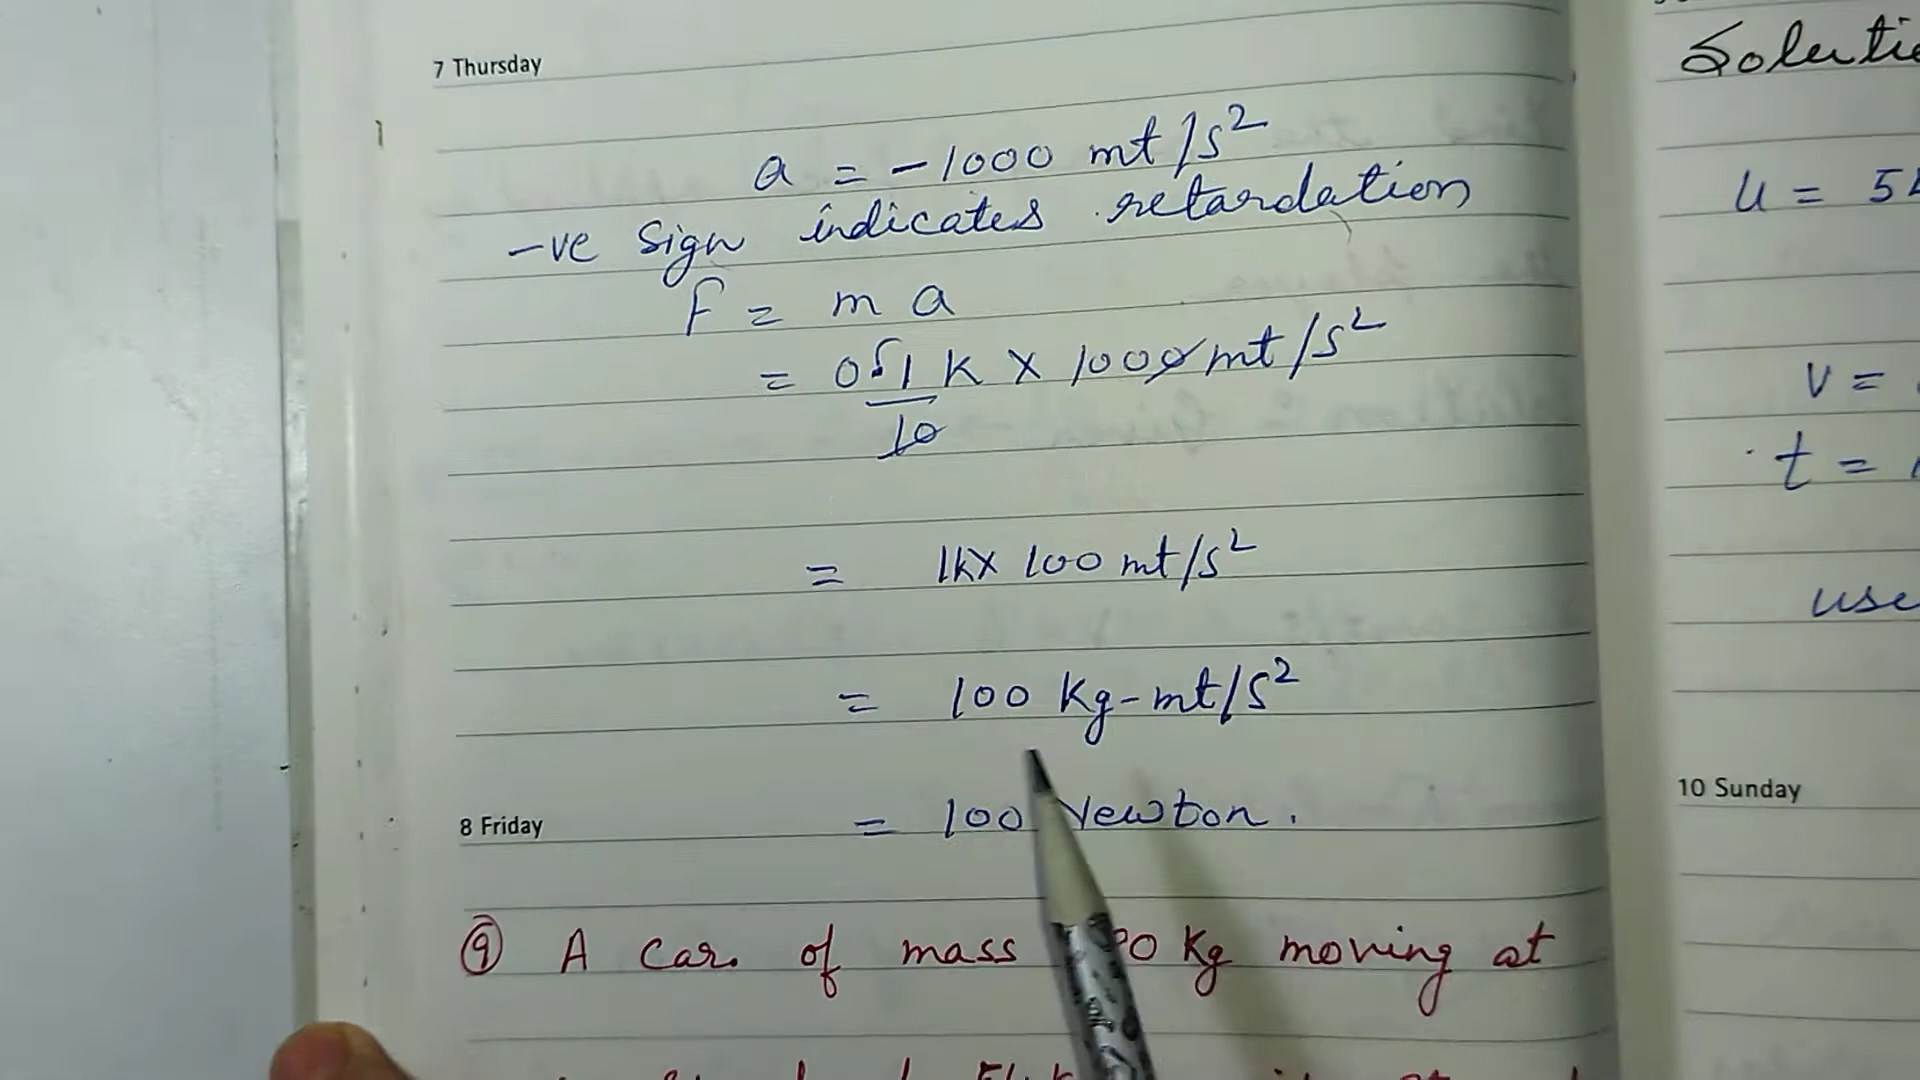 7 Thursday
a = -1000 mt/s²
-ve sign indicates retardation
F = m a
= 0.1 k × 1000 mt/s²
10
= 1k× 100 mt/s²
= 100 Kg-mt/s²
8 Friday
= 100 Newton.
9 A car of mass Kg moving at
Soluti
u = 5
v =
t =
use
10 Sunday